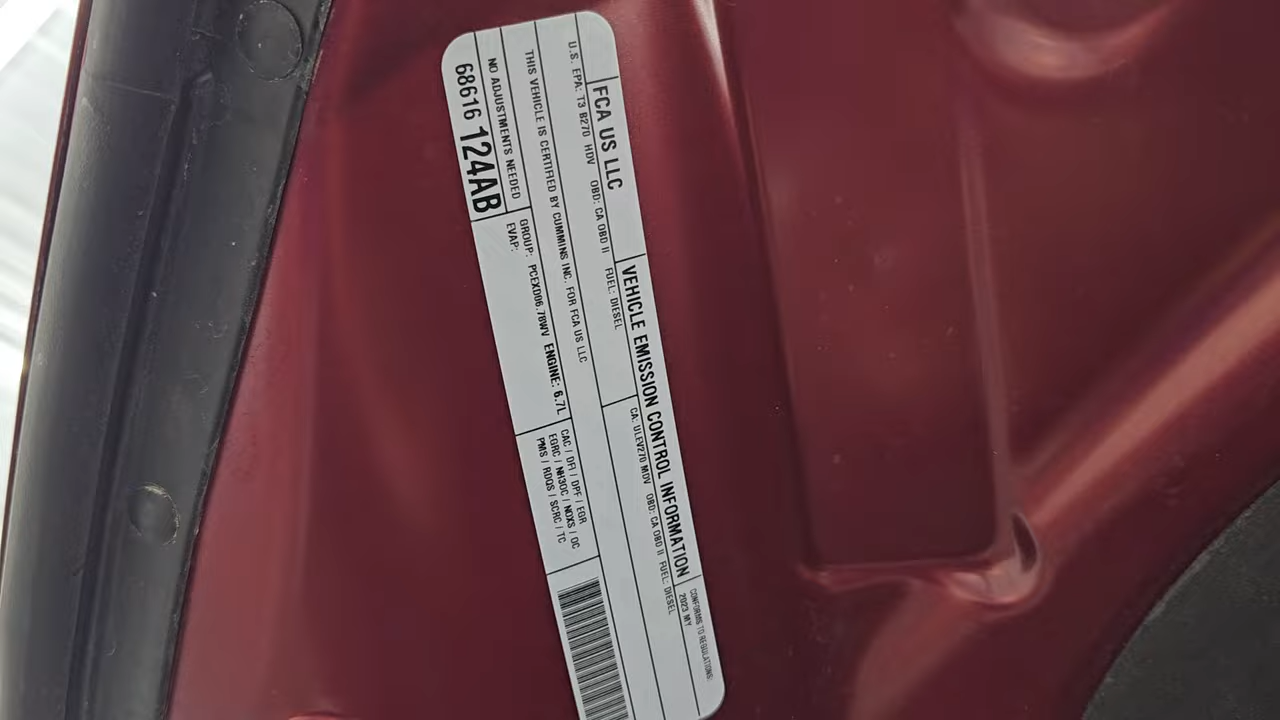 FCA US LLC
VEHICLE EMISSION CONTROL INFORMATION
CONFORMS TO REGULATIONS:
2023 MY
U.S. EPA: T3 B270 HDV OBD: CA OBD II FUEL: DIESEL
CA: ULEV270 MDV OBD: CA OBD II FUEL: DIESEL
THIS VEHICLE IS CERTIFIED BY CUMMINS INC. FOR FCA US LLC
NO ADJUSTMENTS NEEDED
68616 124AB
GROUP: PCEXD06.78WV ENGINE: 6.7L
EVAP:
CAC / DFI / DPF / EGR
EGRC / NH3OC / NOXS / OC
PMS / RDQS / SCRC / TC